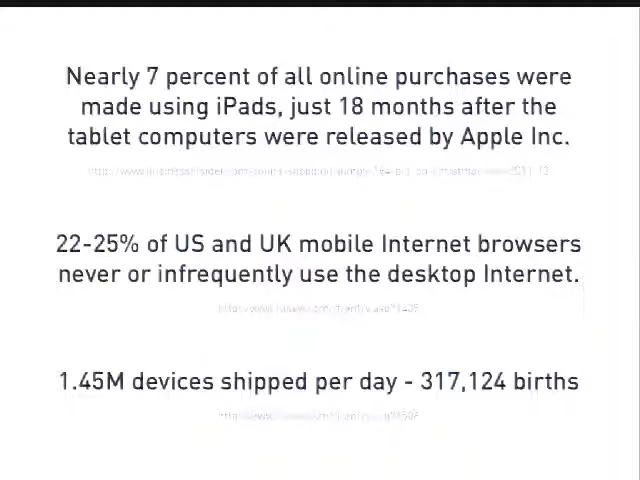 Nearly 7 percent of all online purchases were
made using iPads, just 18 months after the
tablet computers were released by Apple Inc.
22-25% of US and UK mobile Internet browsers
never or infrequently use the desktop Internet.
1.45M devices shipped per day - 317,124 births